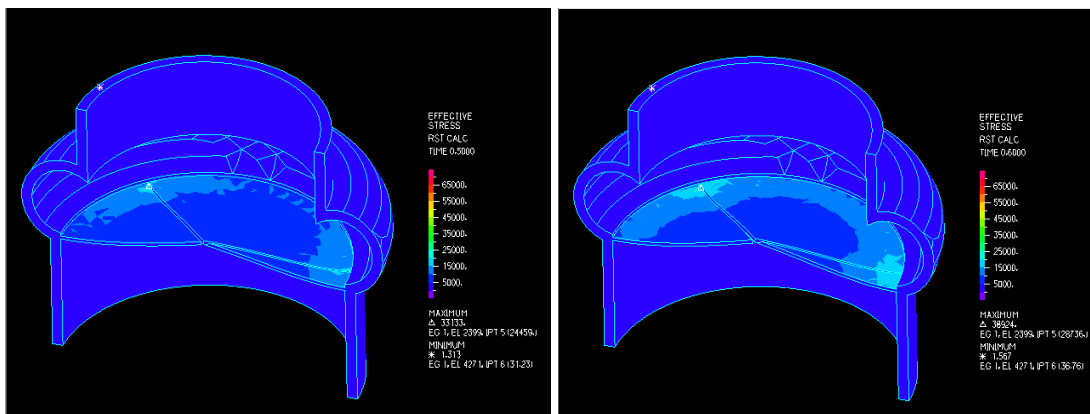 EFFECTIVE
STRESS
RST CALC
TIME 0.5000
65000.
55000.
45000.
35000.
25000.
15000.
5000.
MAXIMUM
△ 33133.
EG 1, EL 2399, IPT 5 (24459.)
MINIMUM
* 1.313
EG 1, EL 4271, IPT 6 (31.23)
EFFECTIVE
STRESS
RST CALC
TIME 0.6000
65000.
55000.
45000.
35000.
25000.
15000.
5000.
MAXIMUM
△ 38924.
EG 1, EL 2399, IPT 5 (28736.)
MINIMUM
* 1.567
EG 1, EL 4271, IPT 6 (36.76)